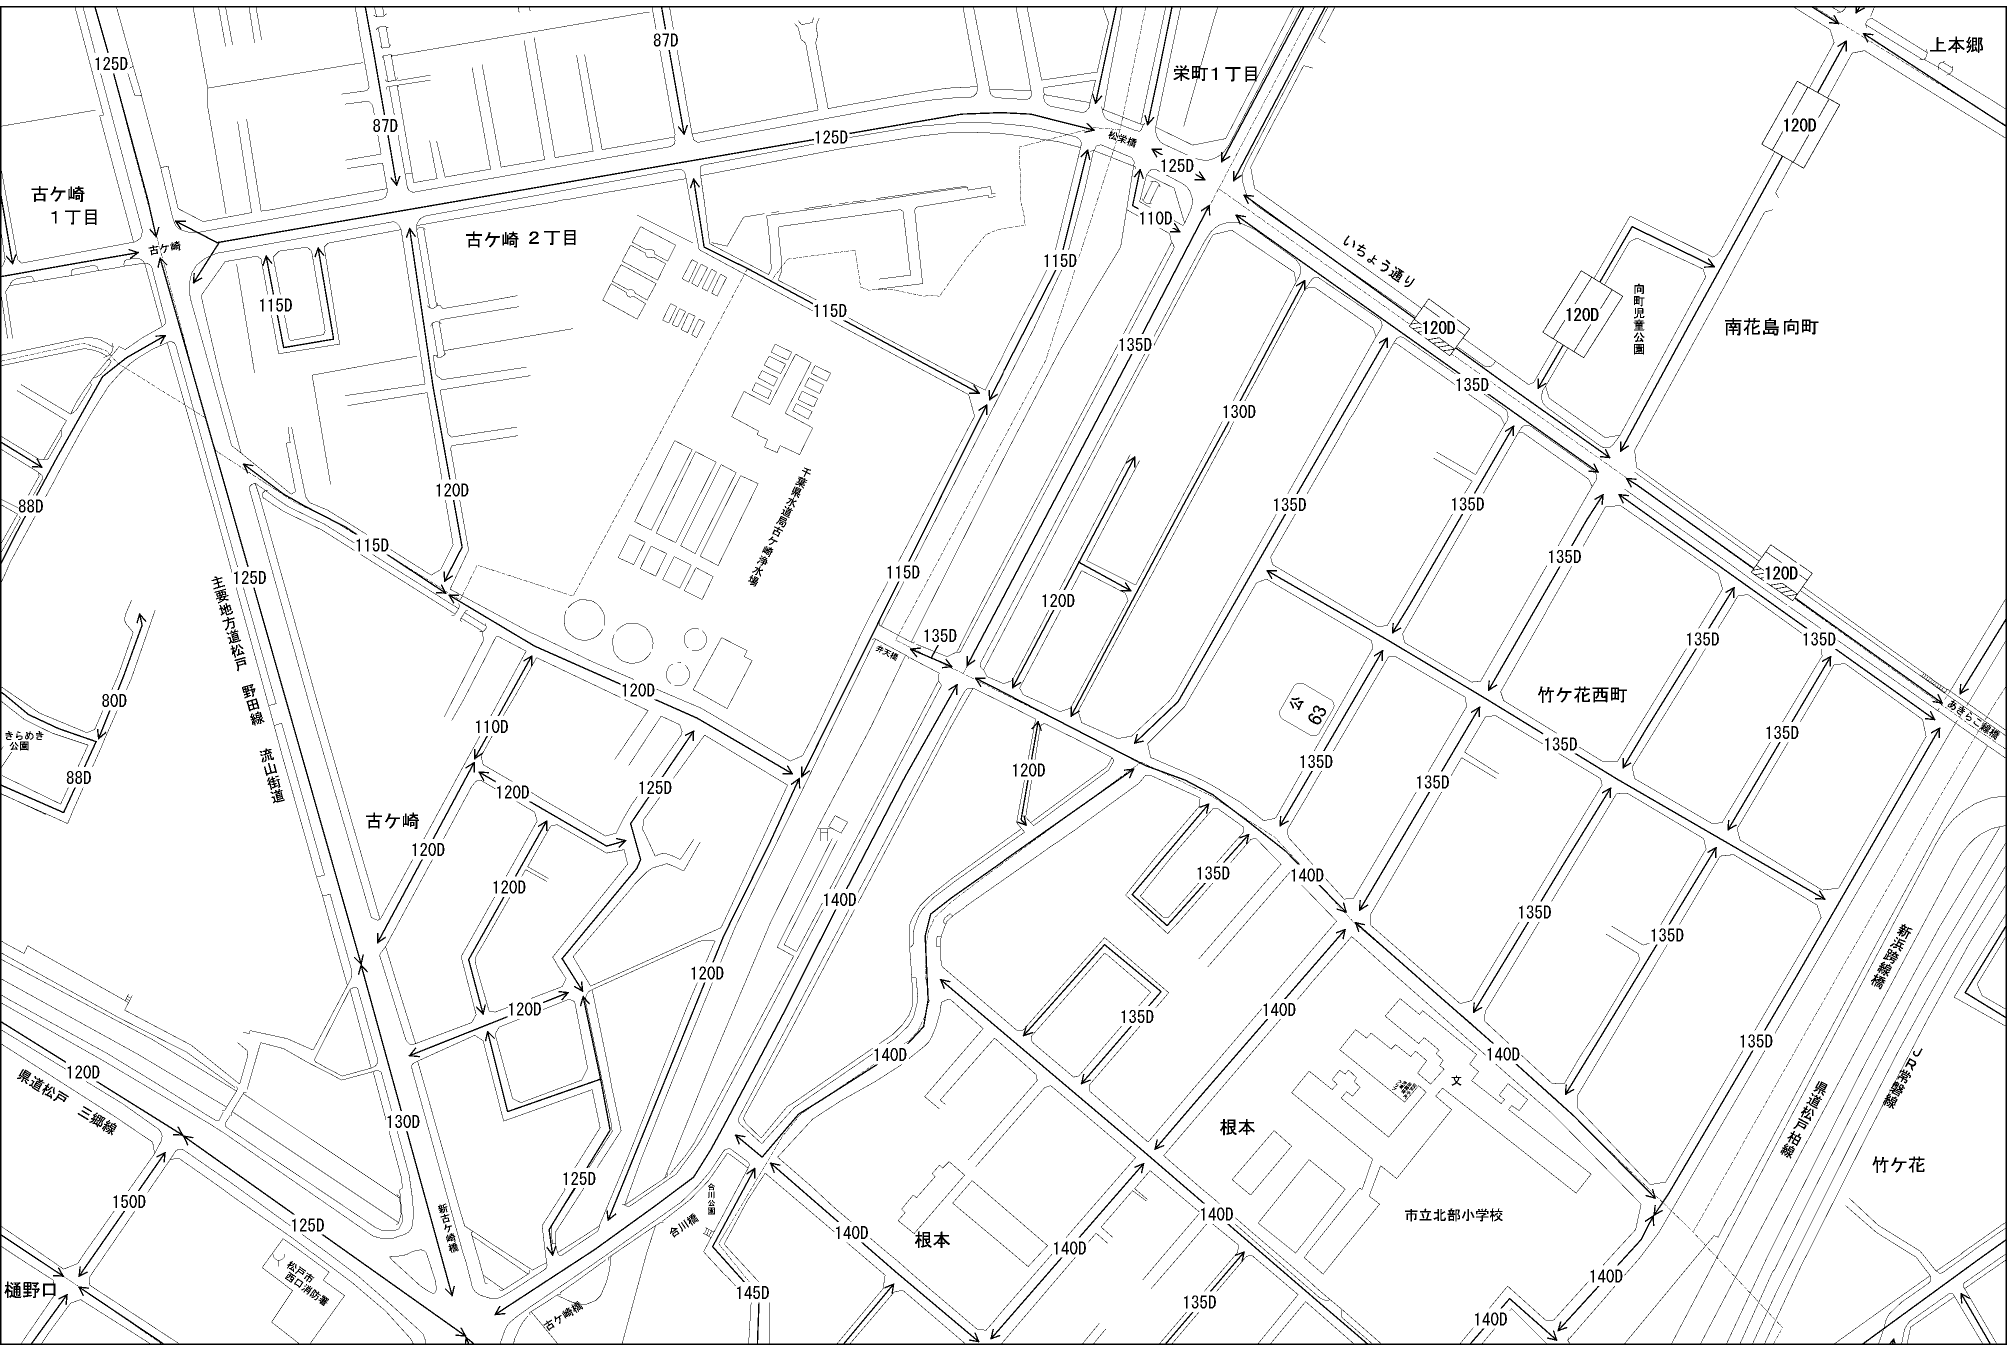 上本郷
125D
87D
栄町1丁目
87D
120D
125D
松栄橋
125D
古ケ崎
1丁目
110D
古ケ崎
古ケ崎 2丁目
いちょう通り
115D
115D
115D
120D
120D
向町児童公園
南花島向町
135D
135D
130D
120D
135D
135D
88D
115D
千葉県水道局古ケ崎浄水場
135D
125D
115D
120D
120D
主要地方道松戸 野田線 流山街道
135D
弁天橋
135D
135D
80D
120D
公
63
竹ケ花西町
110D
あきらこ線橋
きらめき
公園
88D
120D
120D
125D
135D
135D
135D
135D
古ケ崎
120D
120D
140D
135D
140D
135D
135D
新浜跨線橋
120D
120D
135D
140D
135D
140D
140D
JR常磐線
120D
県道松戸 三郷線
文
県道松戸柏線
130D
根本
竹ケ花
125D
150D
合川公園
新古ケ崎橋
合川橋
125D
140D
根本
140D
140D
市立北部小学校
松戸市
西口消防署
樋野口
145D
135D
140D
古ケ崎橋
140D